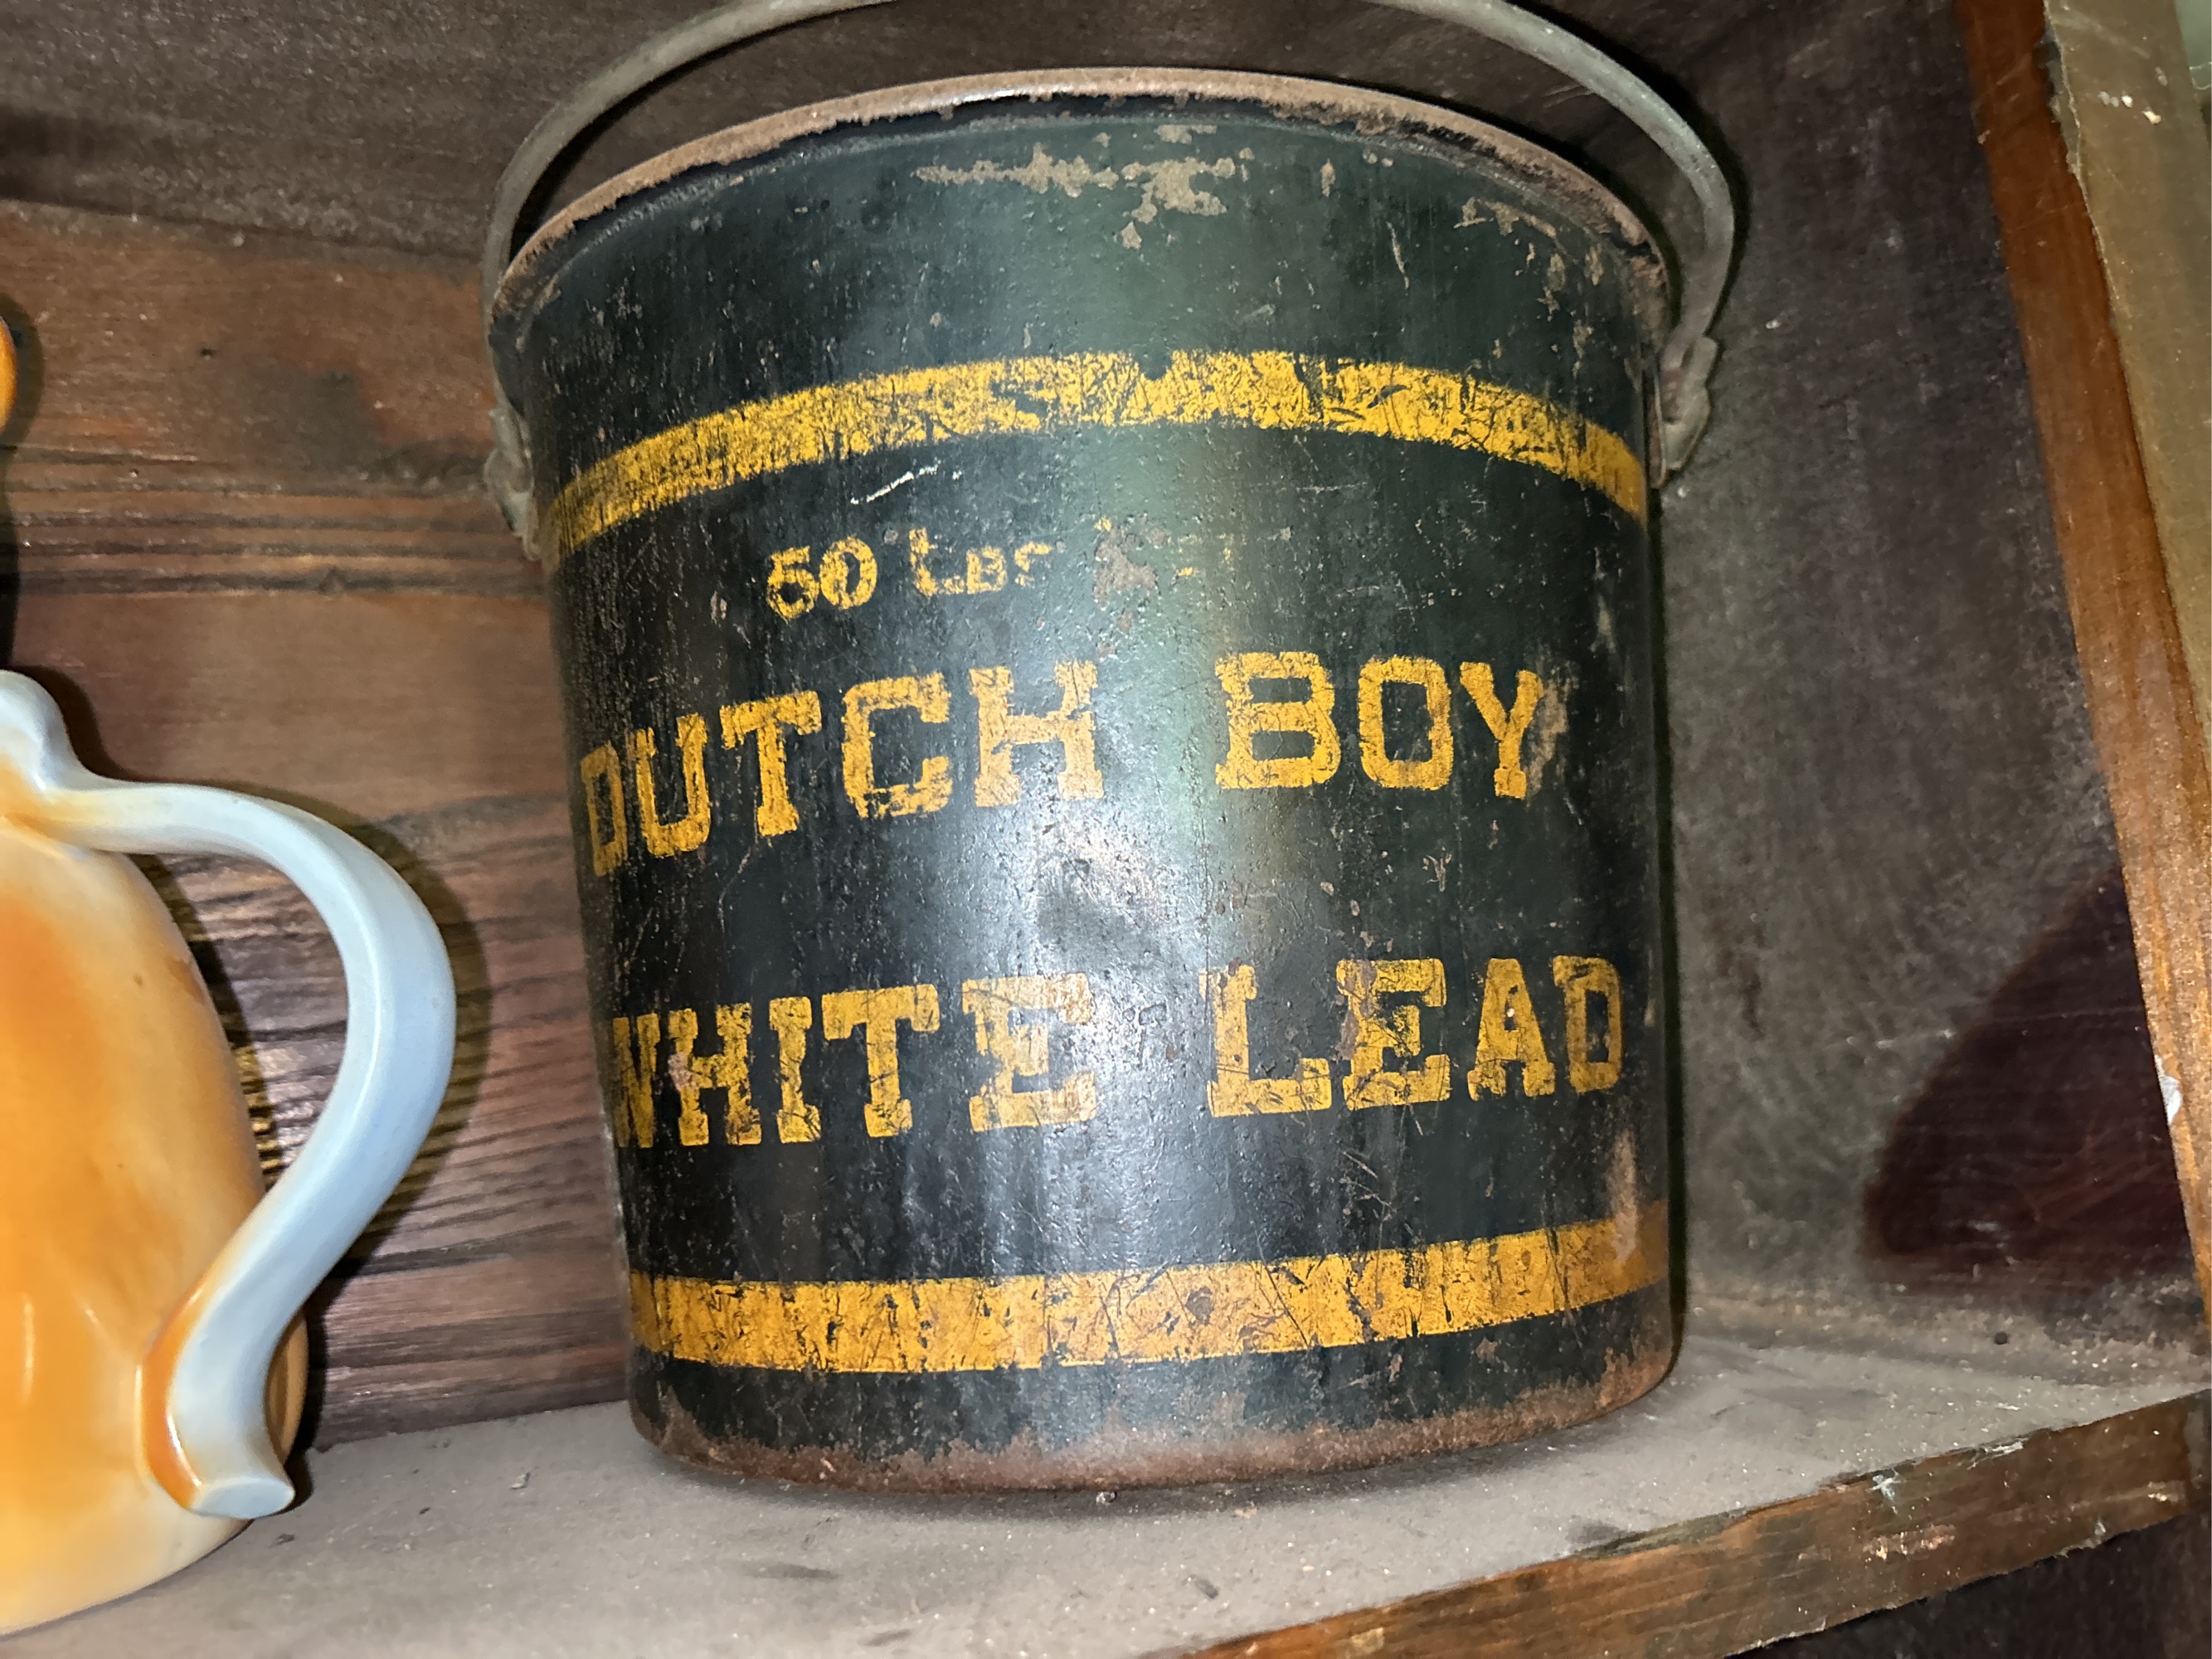 50 LBS
DUTCH BOY
WHITE LEAD